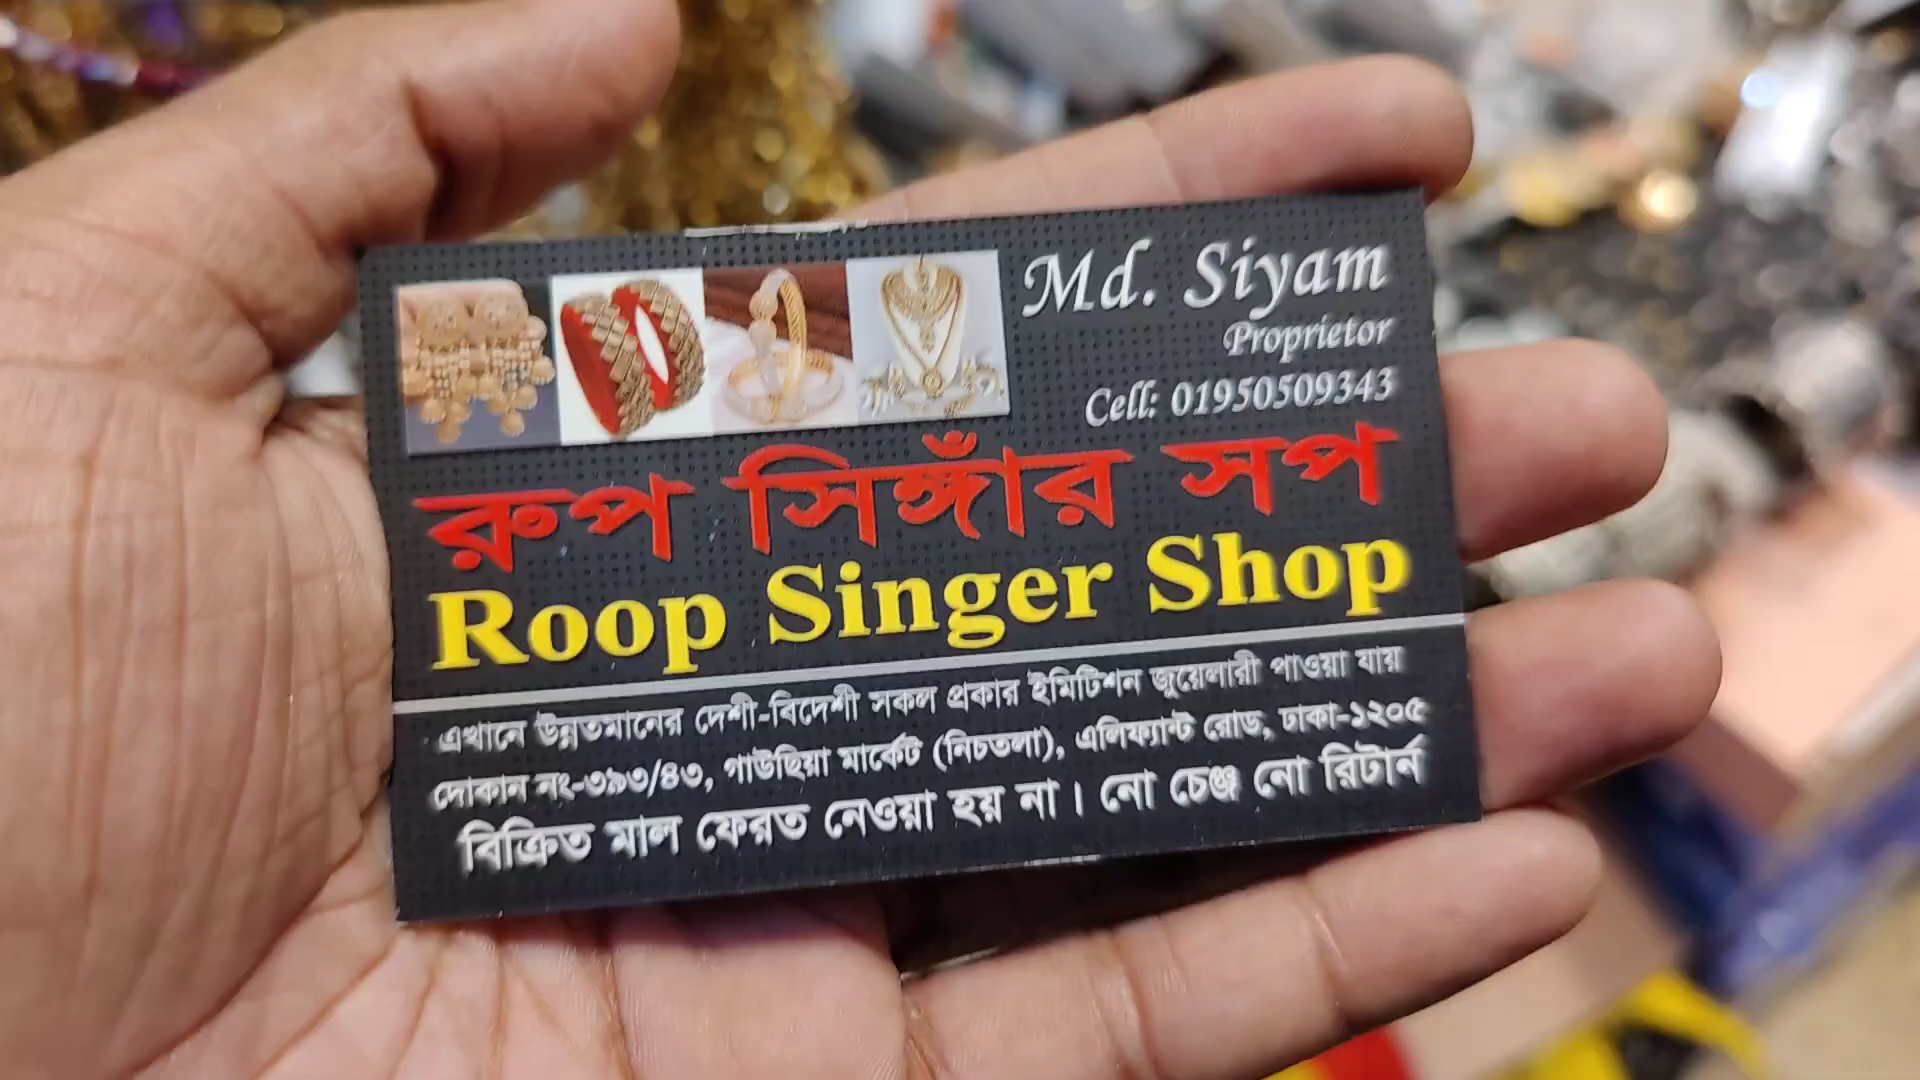 Md. Siyam
Proprietor
Cell: 01950509343
রুপ সিঙ্গাঁর সপ
Roop Singer Shop
এখানে উন্নতমানের দেশী-বিদেশী সকল প্রকার ইমিটিশন জুয়েলারী পাওয়া যায়
দোকান নং-৩৯৩/৪৩, গাউছিয়া মার্কেট (নিচতলা), এলিফ্যান্ট রোড, ঢাকা-১২০৫
বিক্রিত মাল ফেরত নেওয়া হয় না। নো চেঞ্জ নো রিটার্ন